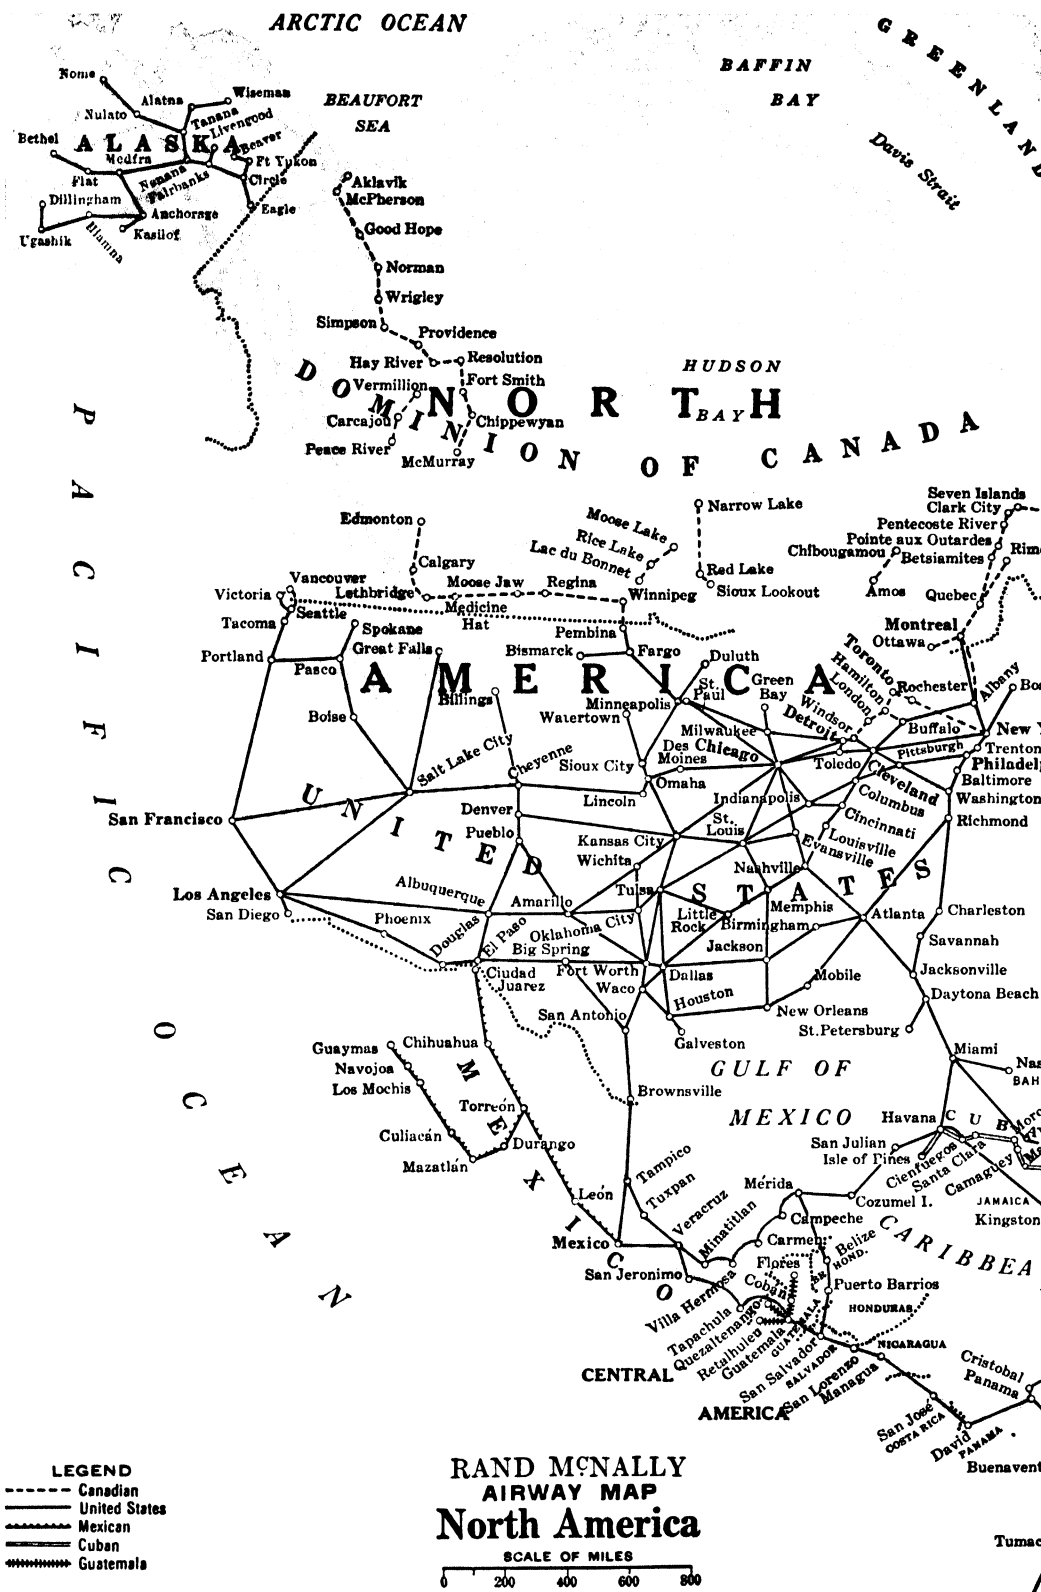 ARCTIC OCEAN
GREENLAND
BAFFIN
BAY
Davis Strait
BEAUFORT
SEA
Nome
Nulato
Alatna
Wiseman
Tanana
Livengood
Beaver
Bethel
ALASKA
Medfra
Ft Yukon
Flat
Nenana
Fairbanks
Circle
Dillingham
Anchorage
Eagle
Ugashik
Iliamna
Kasilof
Aklavik
McPherson
Good Hope
Norman
Wrigley
Simpson
Providence
Hay River
Resolution
Vermillion
Fort Smith
Carcajou
Chippewyan
Peace River
McMurray
HUDSON
BAY
NORTH
DOMINION OF CANADA
PACIFIC
OCEAN
Edmonton
Calgary
Lethbridge
Moose Jaw
Regina
Medicine
Hat
Winnipeg
Moose Lake
Rice Lake
Lac du Bonnet
Narrow Lake
Red Lake
Sioux Lookout
Seven Islands
Clark City
Pentecoste River
Pointe aux Outardes
Chibougamou
Betsiamites
Rim
Amos
Quebec
Montreal
Ottawa
Vancouver
Victoria
Seattle
Tacoma
Spokane
Portland
Pasco
Great Falls
Boise
Billings
Pembina
Bismarck
Fargo
Duluth
AMERICA
St.
Paul
Minneapolis
Watertown
Green
Bay
Milwaukee
Toronto
Hamilton
London
Windsor
Detroit
Rochester
Albany
Bo
Buffalo
New Y
Pittsburgh
Trenton
Philadelp
Toledo
Cleveland
Baltimore
Columbus
Washington
Cincinnati
Richmond
Louisville
Evansville
Salt Lake City
Cheyenne
Sioux City
Des
Moines
Chicago
Omaha
Lincoln
Indianapolis
Denver
Pueblo
Kansas City
St.
Louis
Wichita
Nashville
San Francisco
UNITED STATES
Los Angeles
San Diego
Albuquerque
Amarillo
Tulsa
Phoenix
Douglas
El Paso
Oklahoma City
Little
Rock
Memphis
Birmingham
Atlanta
Charleston
Savannah
Big Spring
Fort Worth
Dallas
Jackson
Jacksonville
Ciudad
Juarez
Waco
Mobile
Daytona Beach
San Antonio
Houston
New Orleans
St.Petersburg
Galveston
Guaymas
Chihuahua
Navojoa
Los Mochis
Torreón
Culiacán
Durango
Mazatlán
MEXICO
Brownsville
GULF OF
MEXICO
Miami
Nas
BAH
Havana
CUB
San Julian
Isle of Pines
Cienfuegos
Santa Clara
Camaguey
Tampico
Tuxpan
León
Mexico
Veracruz
Minatitlan
Mérida
Cozumel I.
Campeche
Carmen
JAMAICA
Kingston
CARIBBEA
San Jeronimo
Villa Hermosa
Flores
Belize
BR
HOND.
Coban
Puerto Barrios
Tapachula
Quezaltenango
Retalhuleu
Guatemala
GUATEMALA
HONDURAS
San Salvador
SALVADOR
San Lorenzo
Managua
NICARAGUA
CENTRAL
AMERICA
Cristobal
Panama
San José
COSTA RICA
David
PANAMA
Buenavent
Tumac
LEGEND
Canadian
United States
Mexican
Cuban
Guatemala
RAND McNALLY
AIRWAY MAP
North America
SCALE OF MILES
0 200 400 600 800